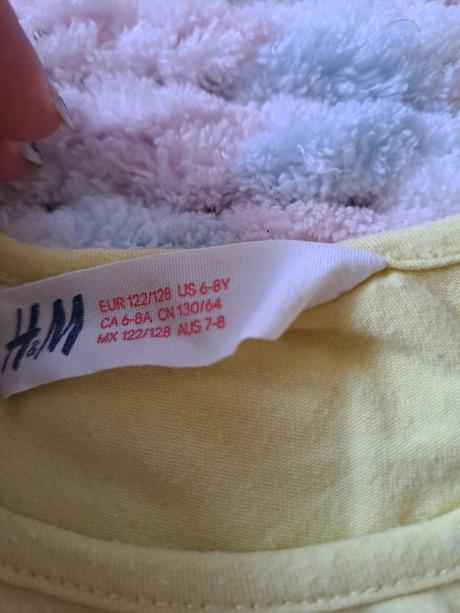 H&M
EUR 122/128 US 6-8Y
CA 6-8A CN 130/64
MX 122/128 AUS 7-8